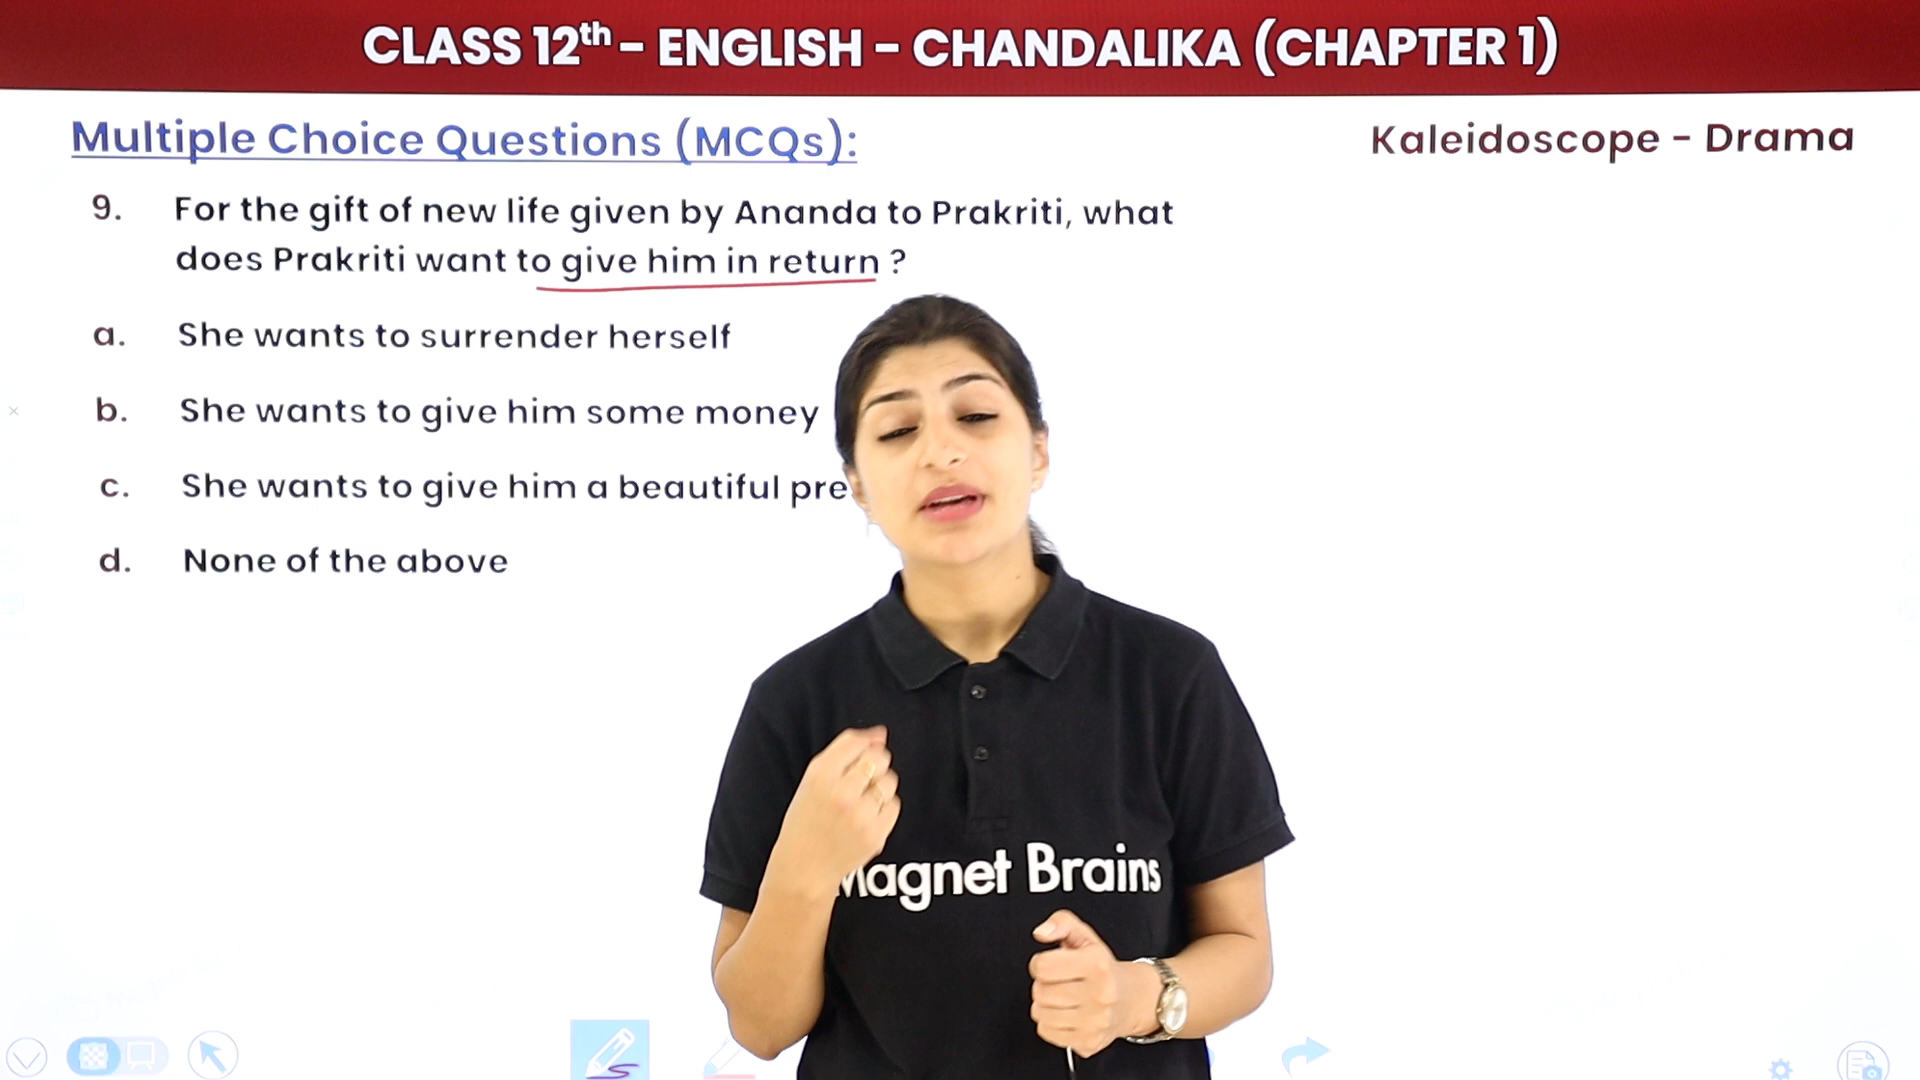 CLASS 12th – ENGLISH – CHANDALIKA (CHAPTER 1)
Multiple Choice Questions (MCQs):
Kaleidoscope – Drama
9. For the gift of new life given by Ananda to Prakriti, what
does Prakriti want to give him in return ?
a. She wants to surrender herself
b. She wants to give him some money
c. She wants to give him a beautiful
d. None of the above
Magnet Brains